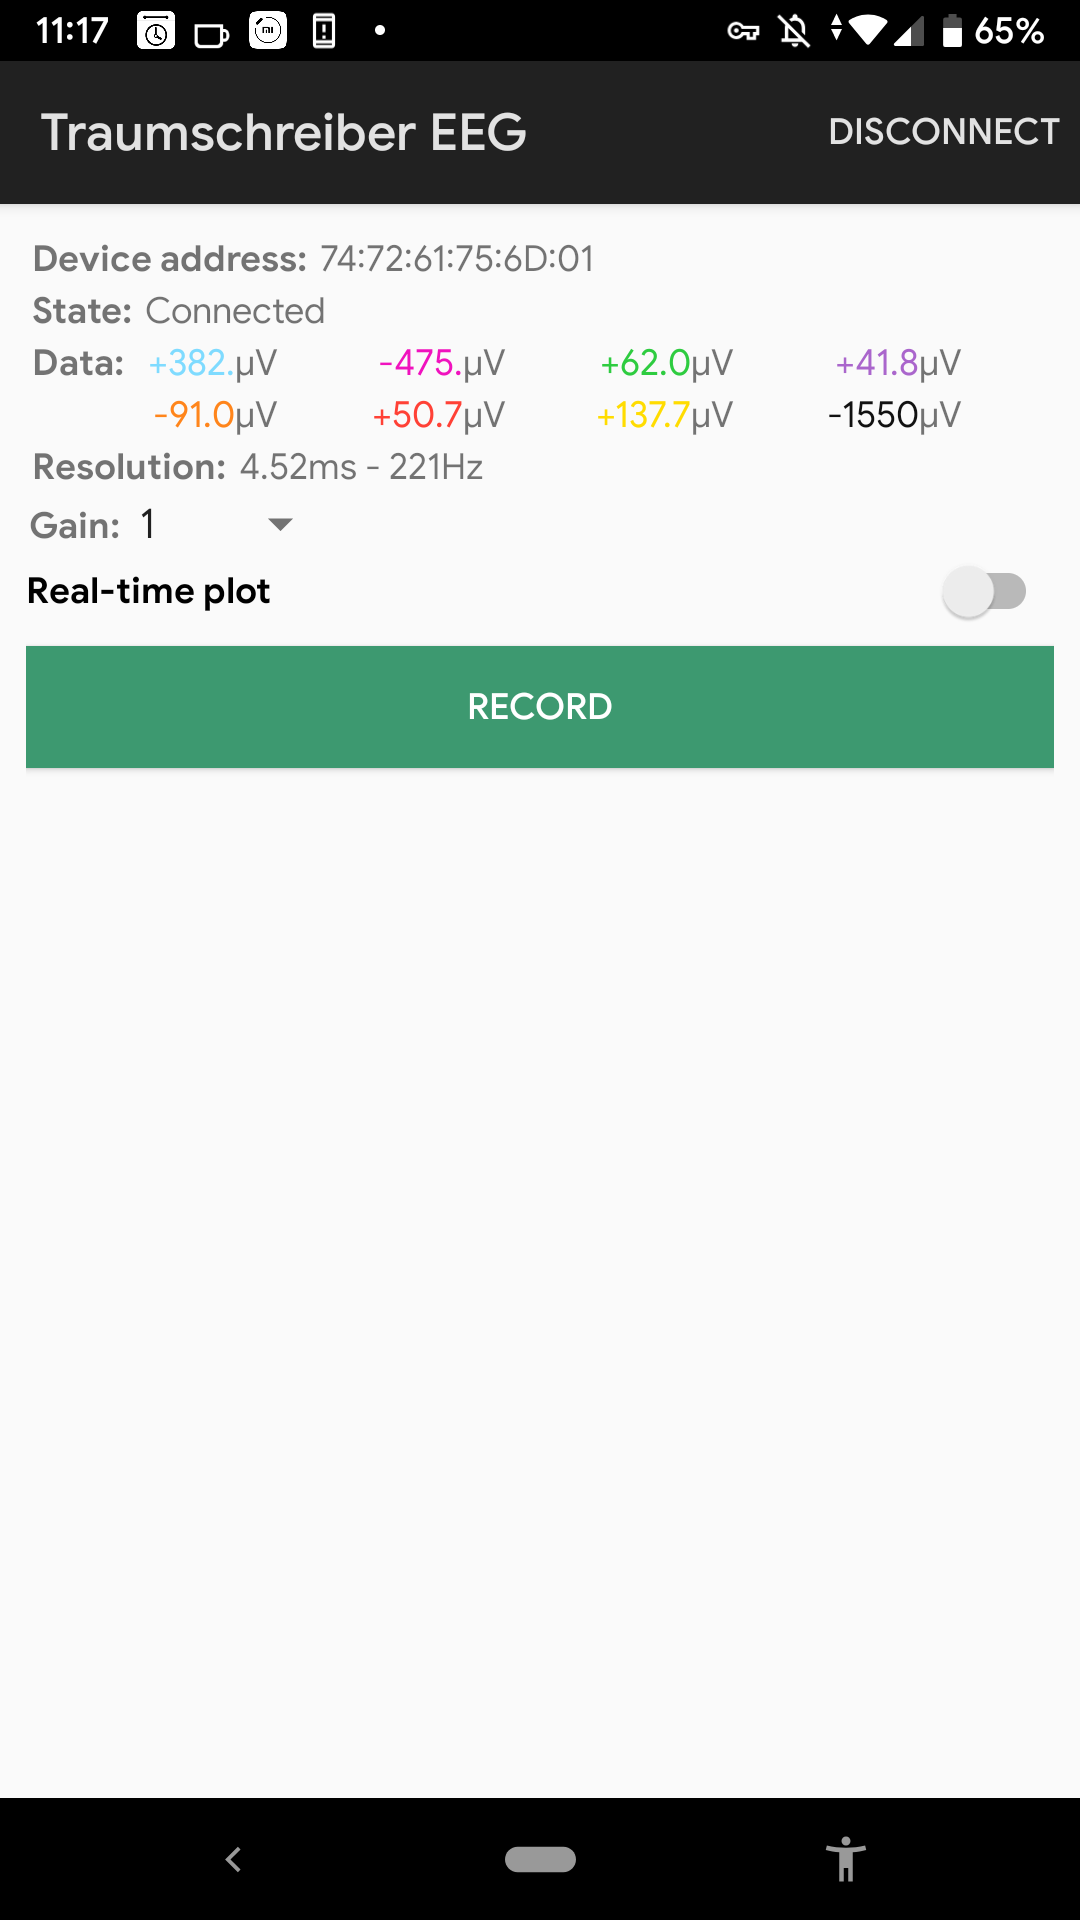 11:17 65%
Traumschreiber EEG DISCONNECT
Device address: 74:72:61:75:6D:01
State: Connected
Data: +382.µV -475.µV +62.0µV +41.8µV
-91.0µV +50.7µV +137.7µV -1550µV
Resolution: 4.52ms - 221Hz
Gain: 1
Real-time plot
RECORD